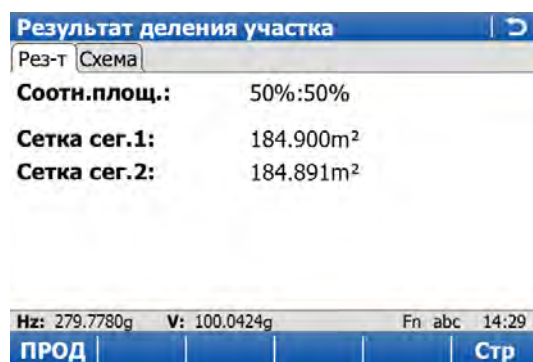 Результат деления участка
Рез-т Схема
Соотн.площ.: 50%:50%
Сетка сег.1: 184.900m²
Сетка сег.2: 184.891m²
Hz: 279.7780g V: 100.0424g Fn abc 14:29
ПРОД Стр